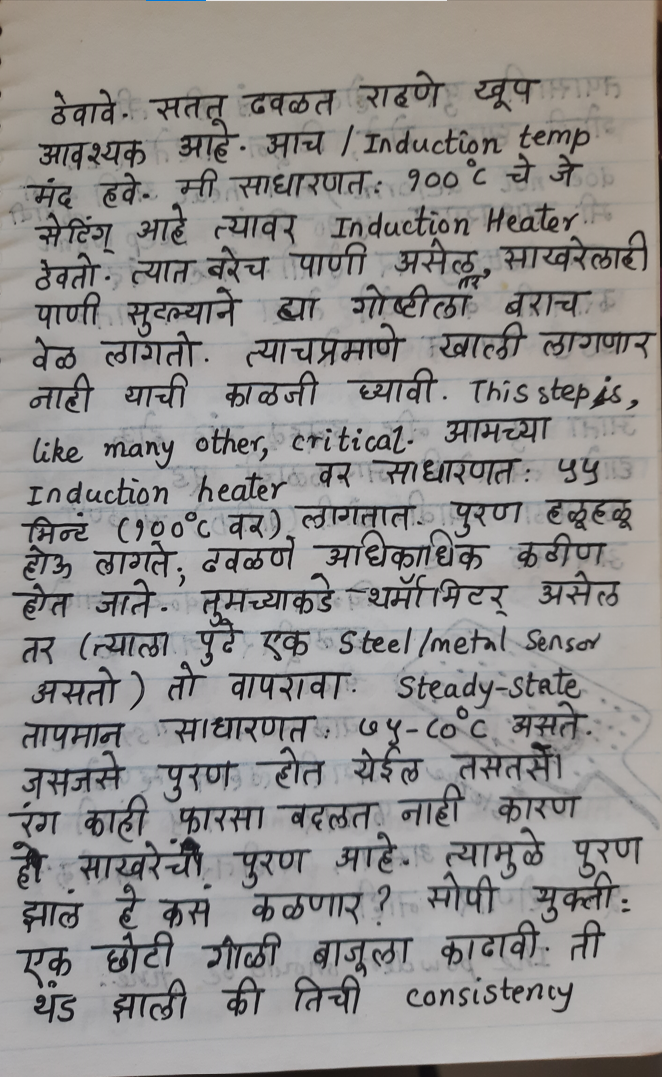 ठेवावे. सतत ढवळत राहणे खूप
आवश्यक आहे. आच / Induction temp
मंद हवे. मी साधारणत: १००°c चे जे
सेटिंग् आहे त्यावर Induction Heater
ठेवतो. त्यात बरेच पाणी असेल तर, साखरेलाही
पाणी सुटल्याने ह्या गोष्टीला बराच
वेळ लागतो. त्याचप्रमाणे खाली लागणार
नाही याची काळजी घ्यावी. This step is,
like many other, critical. आमच्या
Induction heater वर साधारणत: ५५
मिनिटं (१००°c वर) लागतात. पुरण हळूहळू
होऊ लागते, ढवळणे अधिकाधिक कठीण
होत जाते. तुमच्याकडे थर्मामिटर् असेल
तर (त्याला पुढे एक Steel/metal Sensor
असतो) तो वापरावा. Steady-State
तापमान साधारणत: ७५-८०°c असते.
जसजसे पुरण होत येईल तसतसा
रंग काही फारसा बदलत नाही कारण
हे साखरेचे पुरण आहे. त्यामुळे पुरण
झालं हे कसं कळणार? सोपी युक्ती:
एक छोटी गोळी बाजूला काढावी. ती
थंड झाली की तिची consistency